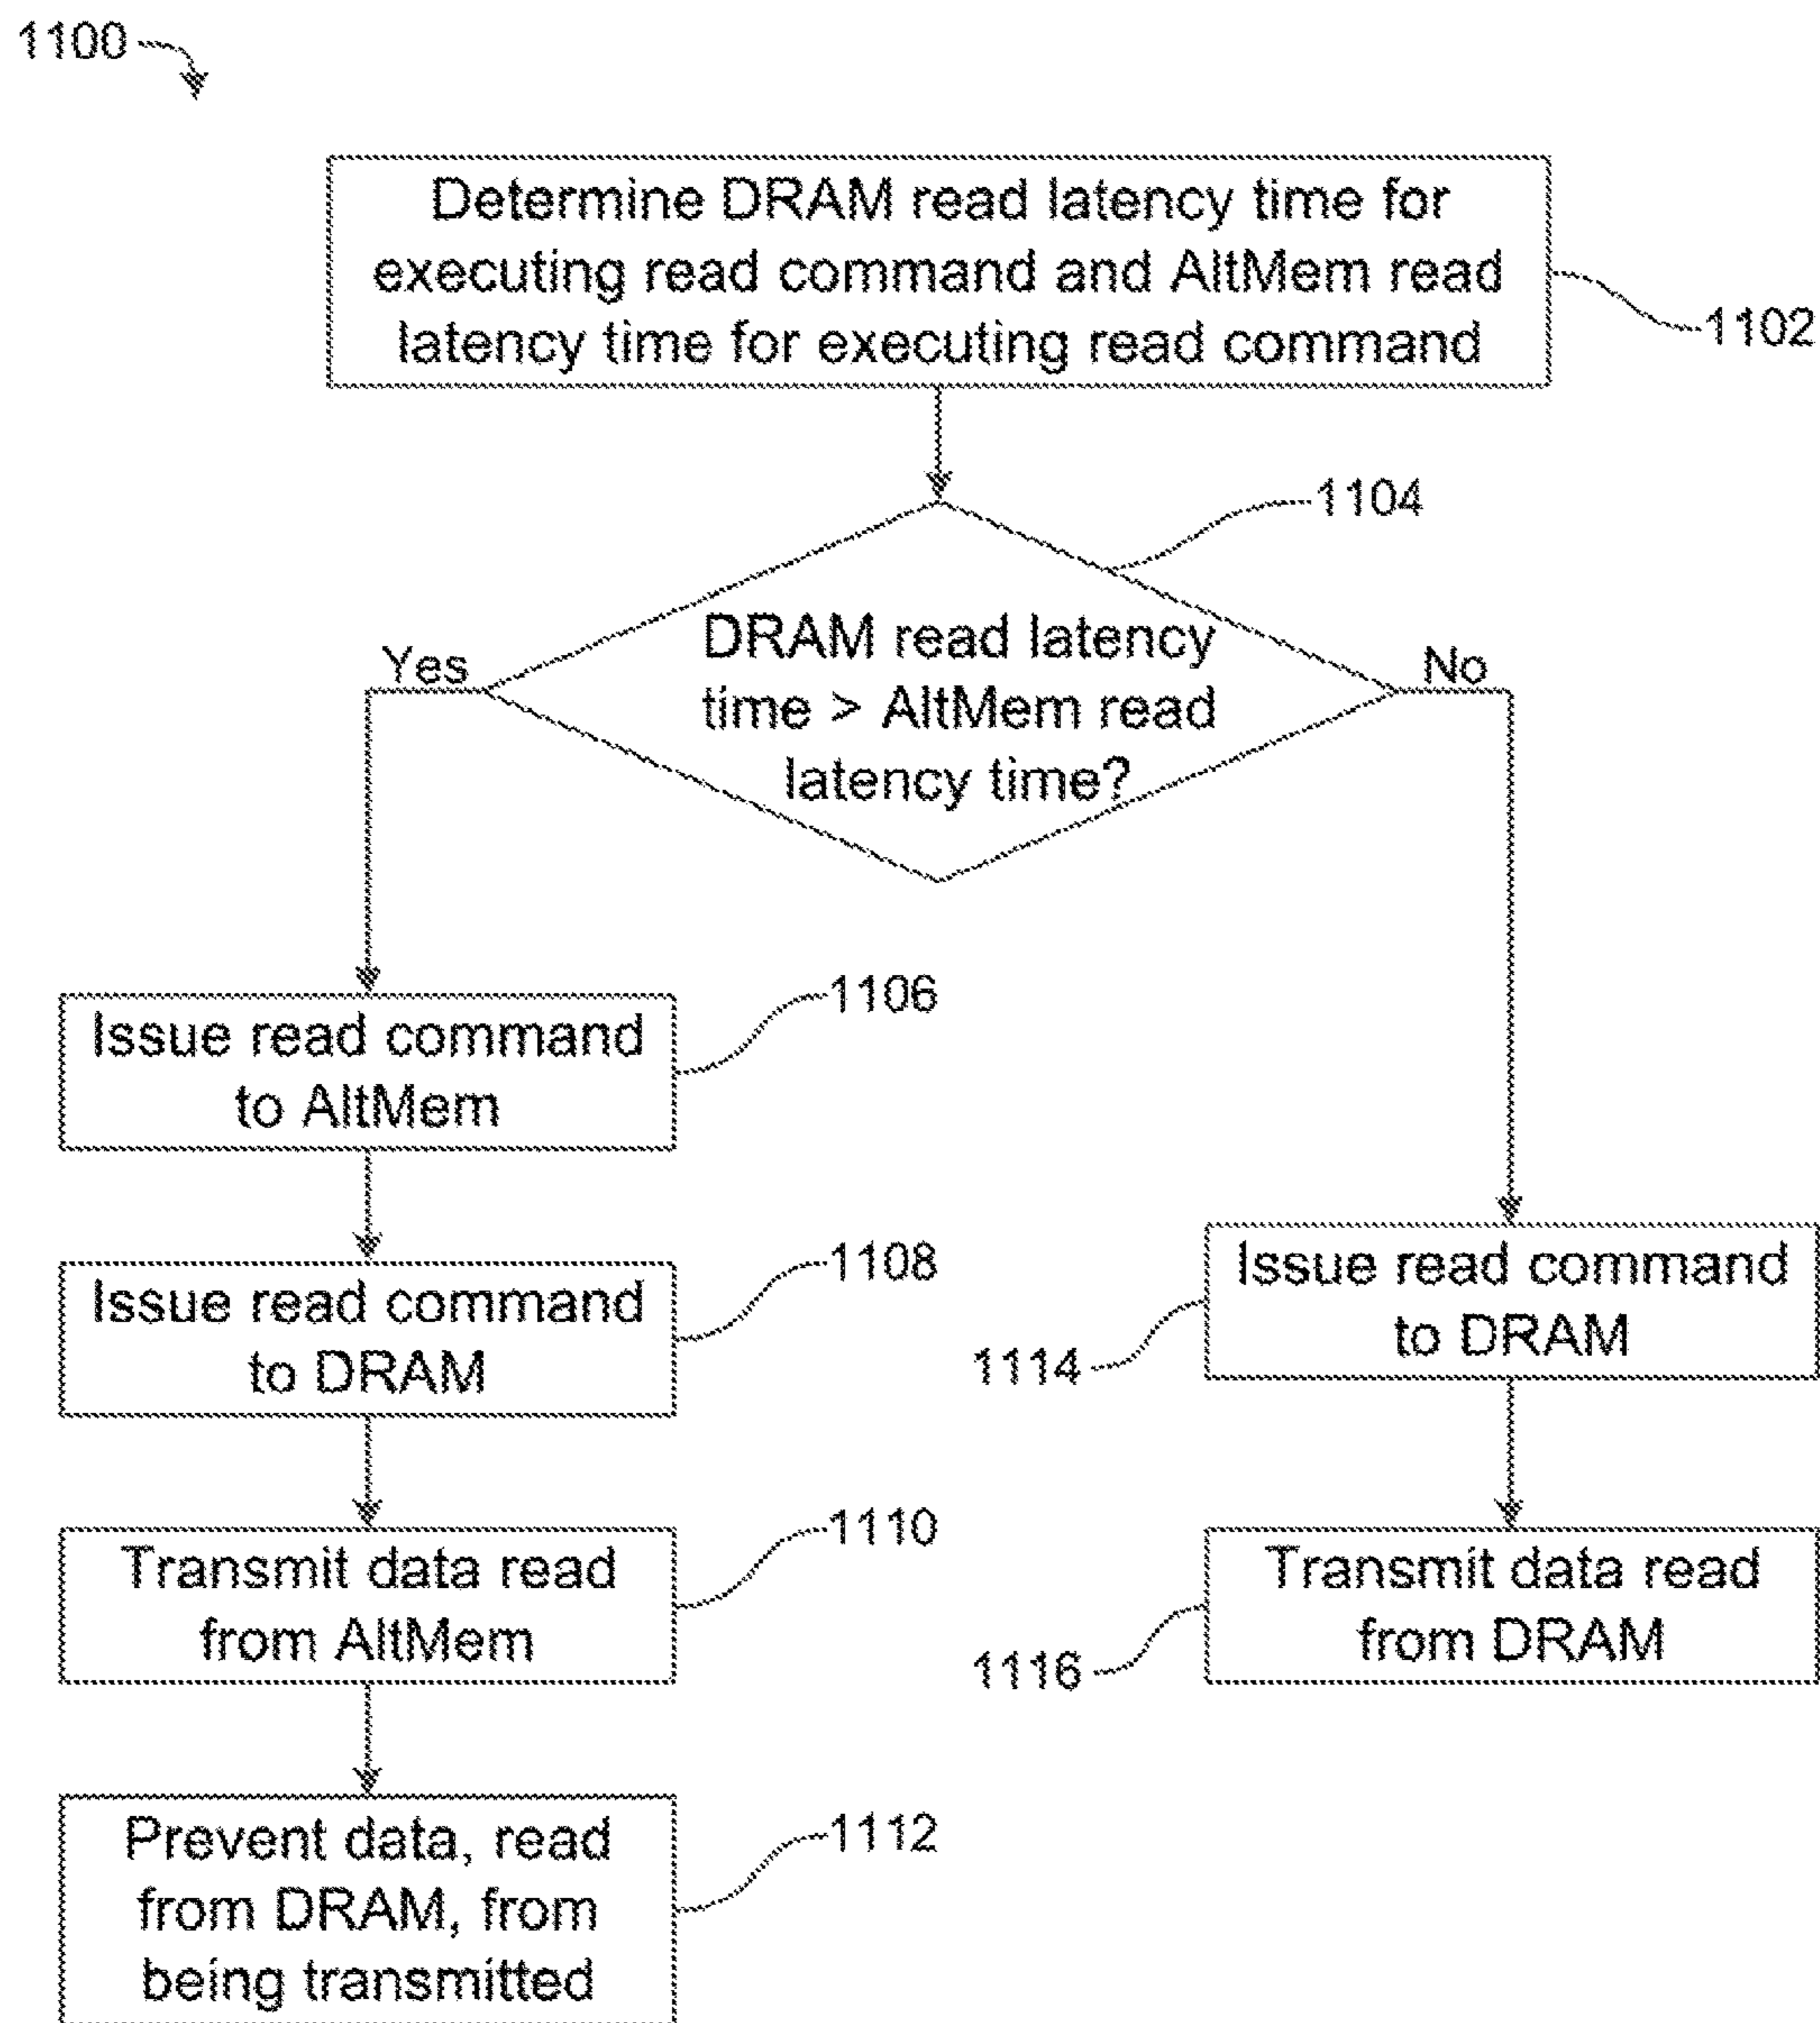 1100
Determine DRAM read latency time for
executing read command and AltMem read
latency time for executing read command
1102
1104
DRAM read latency
time > AltMem read
latency time?
Yes
No
1106
Issue read command
to AltMem
1108
Issue read command
to DRAM
1110
Transmit data read
from AltMem
1112
Prevent data, read
from DRAM, from
being transmitted
Issue read command
to DRAM
1114
Transmit data read
from DRAM
1116